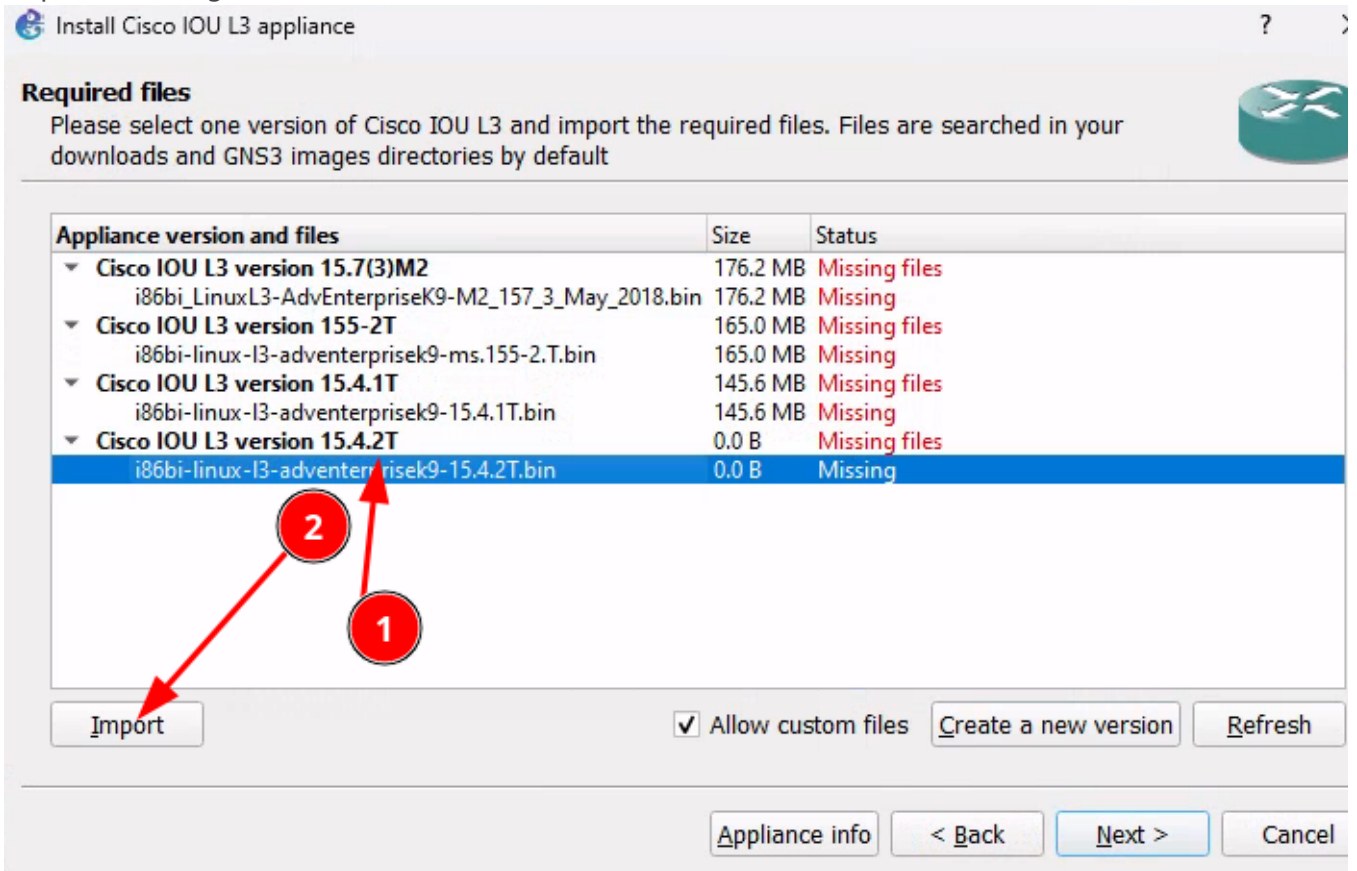 Install Cisco IOU L3 appliance ?
Required files
Please select one version of Cisco IOU L3 and import the required files. Files are searched in your
downloads and GNS3 images directories by default
Appliance version and files Size Status
Cisco IOU L3 version 15.7(3)M2 176.2 MB Missing files
i86bi_LinuxL3-AdvEnterpriseK9-M2_157_3_May_2018.bin 176.2 MB Missing
Cisco IOU L3 version 155-2T 165.0 MB Missing files
i86bi-linux-l3-adventerprisek9-ms.155-2.T.bin 165.0 MB Missing
Cisco IOU L3 version 15.4.1T 145.6 MB Missing files
i86bi-linux-l3-adventerprisek9-15.4.1T.bin 145.6 MB Missing
Cisco IOU L3 version 15.4.2T 0.0 B Missing files
i86bi-linux-l3-adventerprisek9-15.4.2T.bin 0.0 B Missing
2
1
Import ✓ Allow custom files Create a new version Refresh
Appliance info < Back Next > Cancel